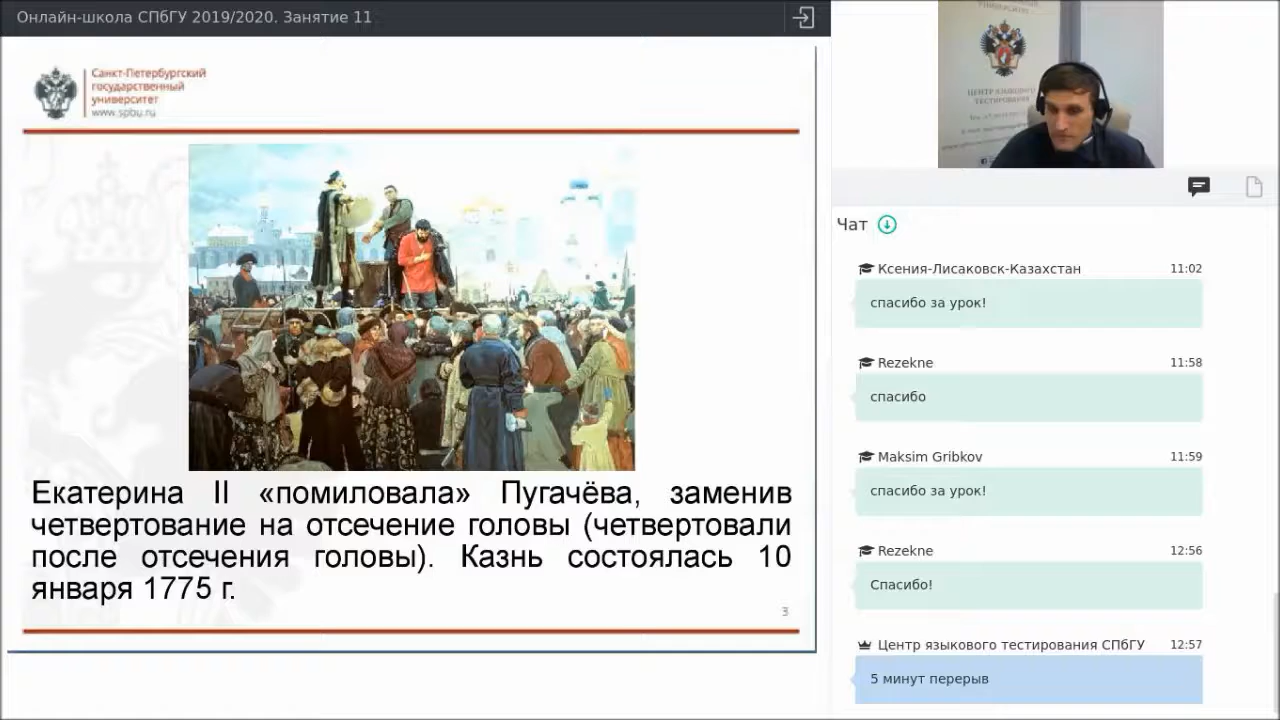 Онлайн-школа СПбГУ 2019/2020. Занятие 11
Санкт-Петербургский
государственный
университет
www.spbu.ru
Екатерина II «помиловала» Пугачёва, заменив
четвертование на отсечение головы (четвертовали
после отсечения головы). Казнь состоялась 10
января 1775 г.
3
ЦЕНТР ЯЗЫКОВОГО
ТЕСТИРОВАНИЯ
Чат
Ксения-Лисаковск-Казахстан 11:02
спасибо за урок!
Rezekne 11:58
спасибо
Maksim Gribkov 11:59
спасибо за урок!
Rezekne 12:56
Спасибо!
Центр языкового тестирования СПбГУ 12:57
5 минут перерыв